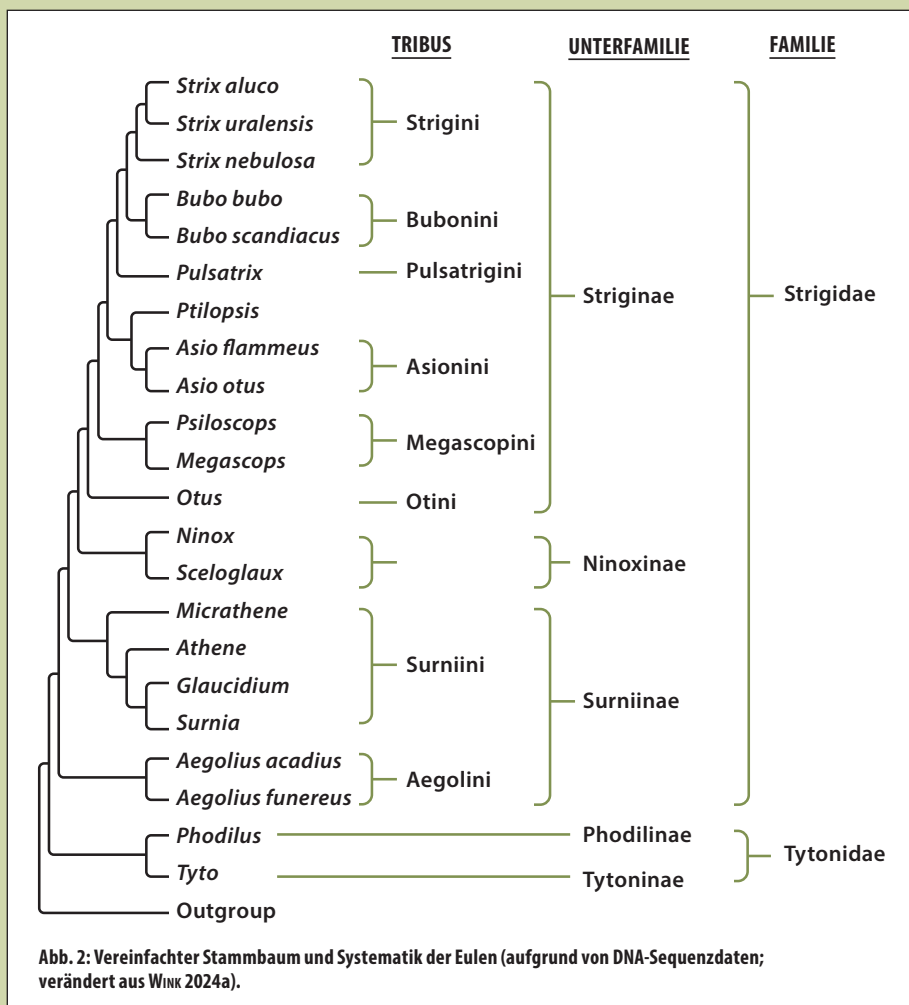 TRIBUS UNTERFAMILIE FAMILIE
Strix aluco
Strix uralensis Strigini
Strix nebulosa
Bubo bubo
Bubonini
Bubo scandiacus
Pulsatrix Pulsatrigini
Striginae Strigidae
Ptilopsis
Asio flammeus
Asionini
Asio otus
Psiloscops
Megascopini
Megascops
Otus Otini
Ninox
Ninoxinae
Sceloglaux
Micrathene
Athene
Surniini
Glaucidium
Surniinae
Surnia
Aegolius acadius
Aegolini
Aegolius funereus
Phodilus Phodilinae
Tytonidae
Tyto Tytoninae
Outgroup
Abb. 2: Vereinfachter Stammbaum und Systematik der Eulen (aufgrund von DNA-Sequenzdaten;
verändert aus Wink 2024a).